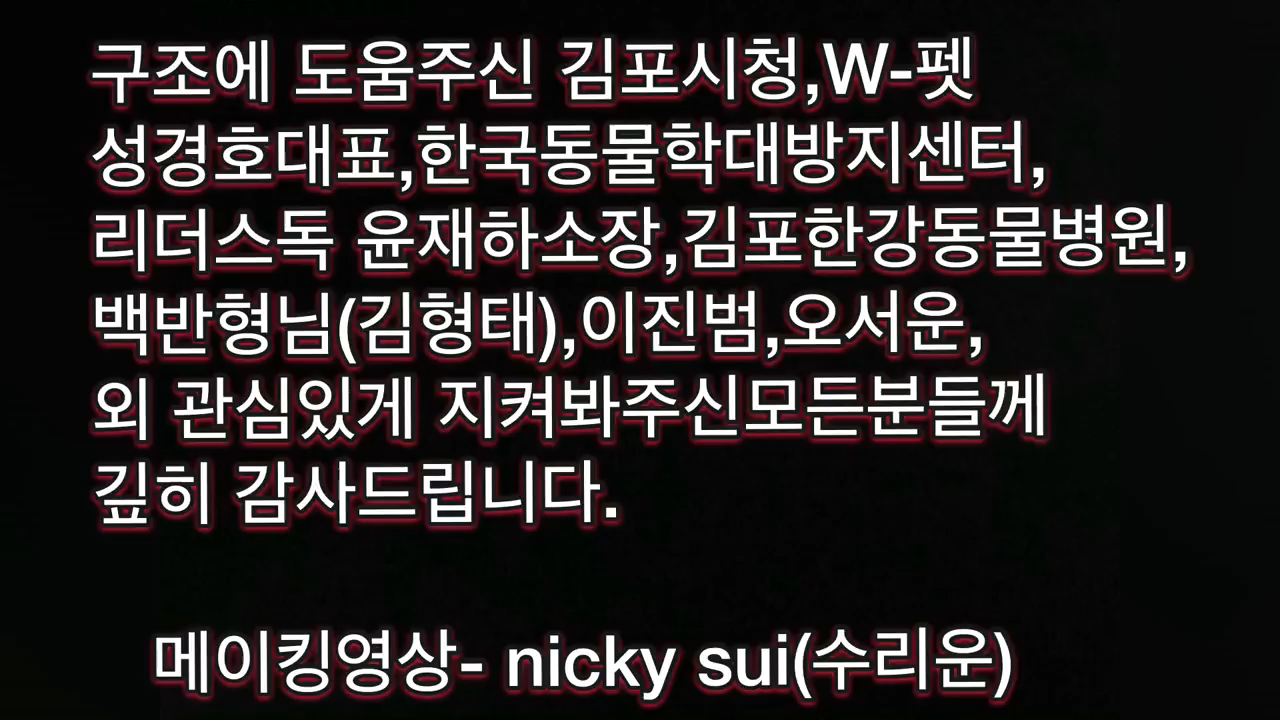 구조에 도움주신 김포시청,W-펫
성경호대표,한국동물학대방지센터,
리더스독 윤재하소장,김포한강동물병원,
백반형님(김형태),이진범,오서운,
외 관심있게 지켜봐주신모든분들께
깊히 감사드립니다.
메이킹영상- nicky sui(수리운)